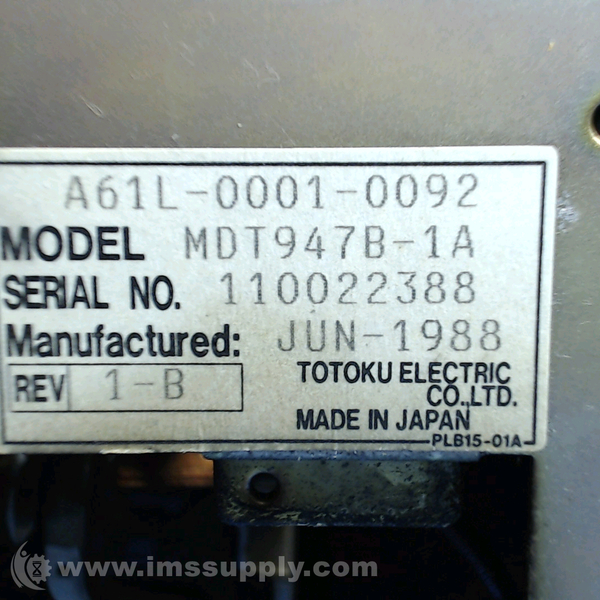 A61L-0001-0092
MODEL MDT947B-1A
SERIAL NO. 110022388
Manufactured: JUN-1988
REV 1-B
TOTOKU ELECTRIC
CO.,LTD.
MADE IN JAPAN
PLB15-01A
www.imssupply.com